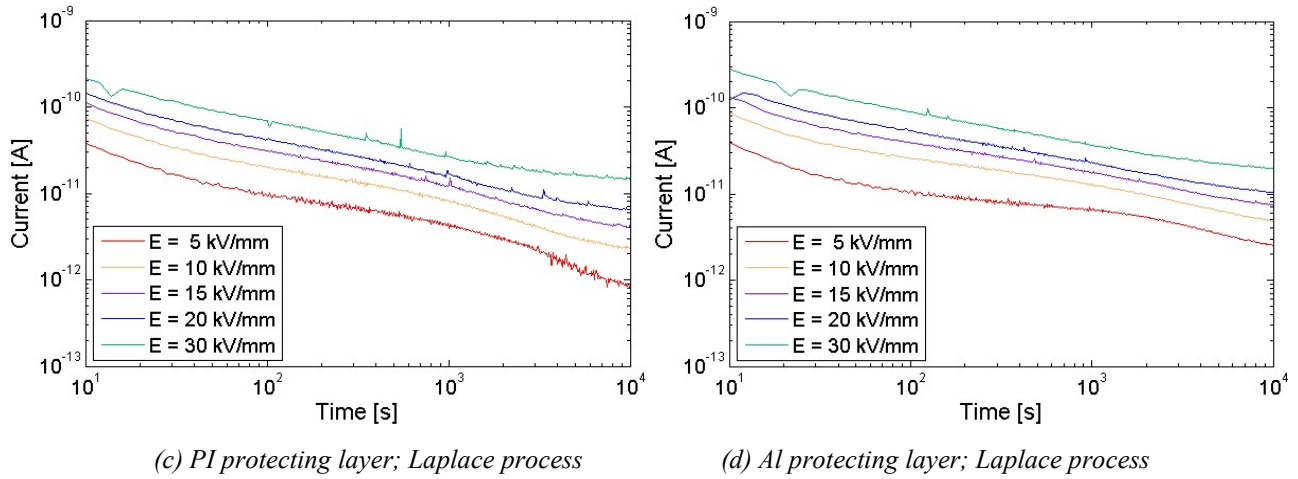 10^-9
10^-10
10^-11
10^-12
10^-13
Current [A]
E = 5 kV/mm
E = 10 kV/mm
E = 15 kV/mm
E = 20 kV/mm
E = 30 kV/mm
10^1
10^2
10^3
10^4
Time [s]
(c) PI protecting layer; Laplace process
10^-9
10^-10
10^-11
10^-12
10^-13
Current [A]
E = 5 kV/mm
E = 10 kV/mm
E = 15 kV/mm
E = 20 kV/mm
E = 30 kV/mm
10^1
10^2
10^3
10^4
Time [s]
(d) Al protecting layer; Laplace process